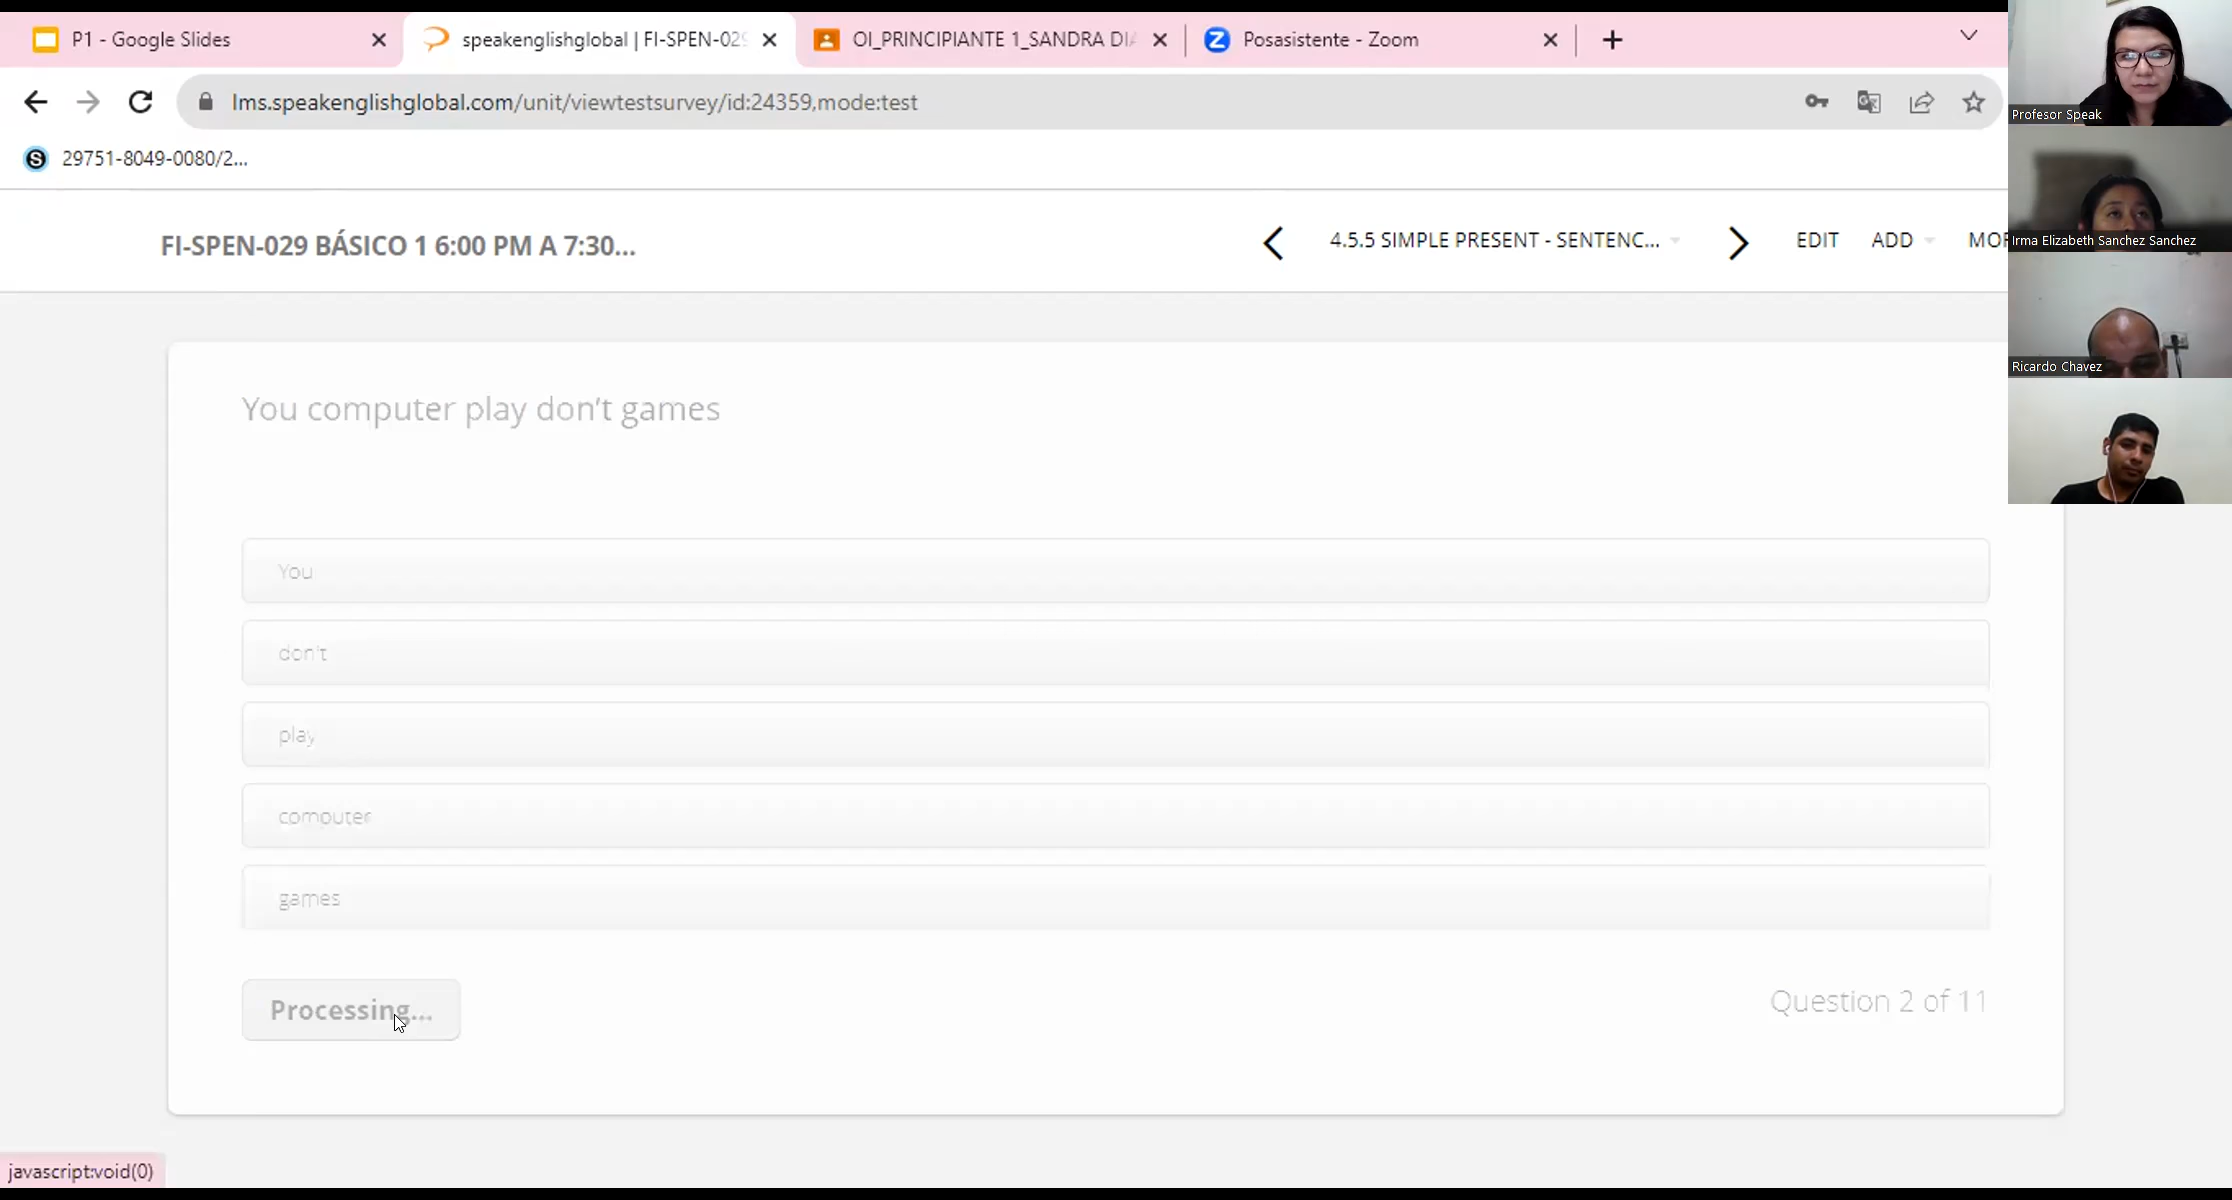 P1 - Google Slides
speakenglishglobal | FI-SPEN-029
OI_PRINCIPIANTE 1_SANDRA DIA
Posasistente - Zoom
lms.speakenglishglobal.com/unit/viewtestsurvey/id:24359,mode:test
29751-8049-0080/2...
FI-SPEN-029 BÁSICO 1 6:00 PM A 7:30...
4.5.5 SIMPLE PRESENT - SENTENC...
EDIT
ADD
MOR
Profesor Speak
Irma Elizabeth Sanchez Sanchez
Ricardo Chavez
You computer play don't games
You
don't
play
computer
games
Processing...
Question 2 of 11
javascript:void(0)